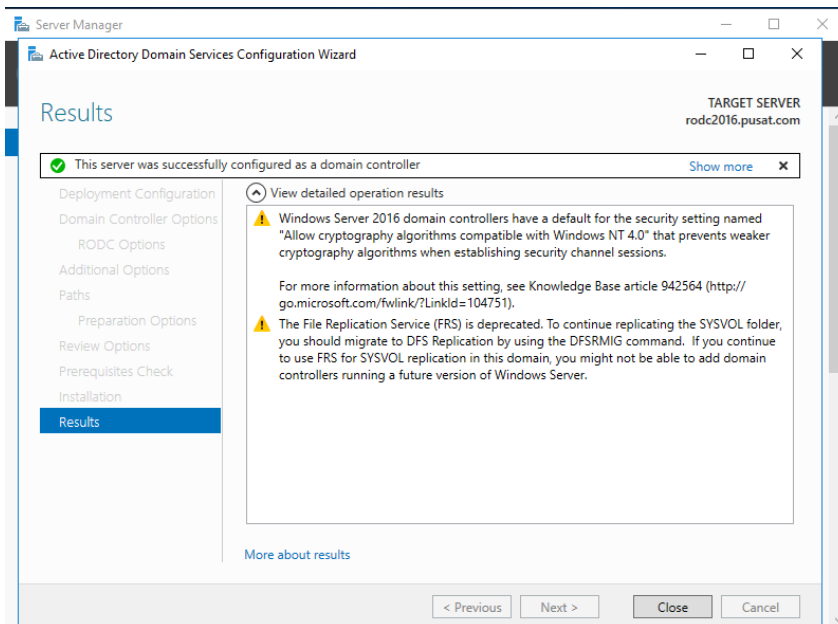 Server Manager
Active Directory Domain Services Configuration Wizard
Results
TARGET SERVER
rodc2016.pusat.com
This server was successfully configured as a domain controller
Show more
Deployment Configuration
Domain Controller Options
RODC Options
Additional Options
Paths
Preparation Options
Review Options
Prerequisites Check
Installation
Results
View detailed operation results
Windows Server 2016 domain controllers have a default for the security setting named
"Allow cryptography algorithms compatible with Windows NT 4.0" that prevents weaker
cryptography algorithms when establishing security channel sessions.
For more information about this setting, see Knowledge Base article 942564 (http://
go.microsoft.com/fwlink/?LinkId=104751).
The File Replication Service (FRS) is deprecated. To continue replicating the SYSVOL folder,
you should migrate to DFS Replication by using the DFSRMIG command.  If you continue
to use FRS for SYSVOL replication in this domain, you might not be able to add domain
controllers running a future version of Windows Server.
More about results
< Previous
Next >
Close
Cancel